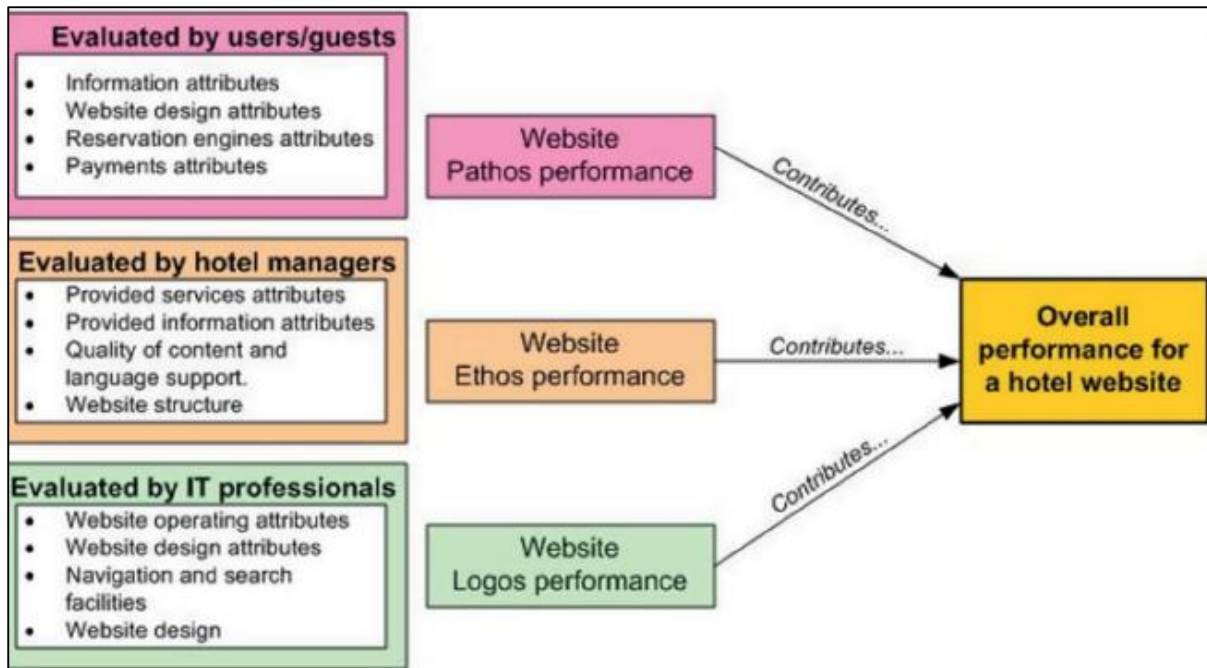 Evaluated by users/guests
• Information attributes
• Website design attributes
• Reservation engines attributes
• Payments attributes
Website
Pathos performance
Contributes...
Evaluated by hotel managers
• Provided services attributes
• Provided information attributes
• Quality of content and
language support.
• Website structure
Website
Ethos performance
Contributes...
Overall
performance for
a hotel website
Evaluated by IT professionals
• Website operating attributes
• Website design attributes
• Navigation and search
facilities
• Website design
Website
Logos performance
Contributes...